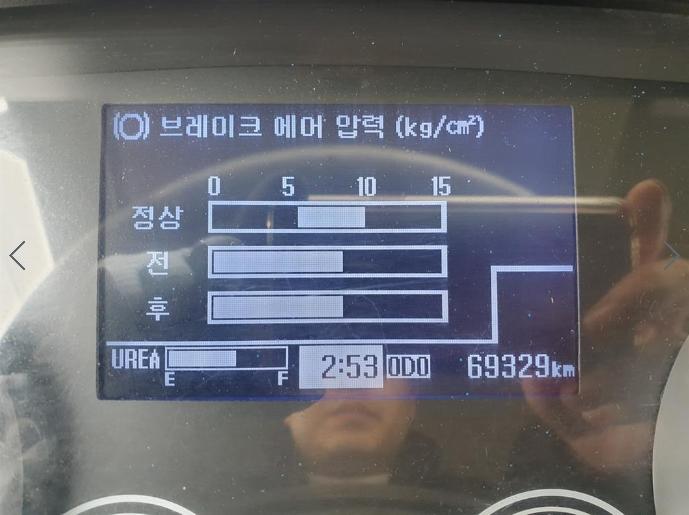 브레이크 에어 압력 (kg/cm²)
0 5 10 15
정상
전
후
UREA E F 2:53 ODO 69329km